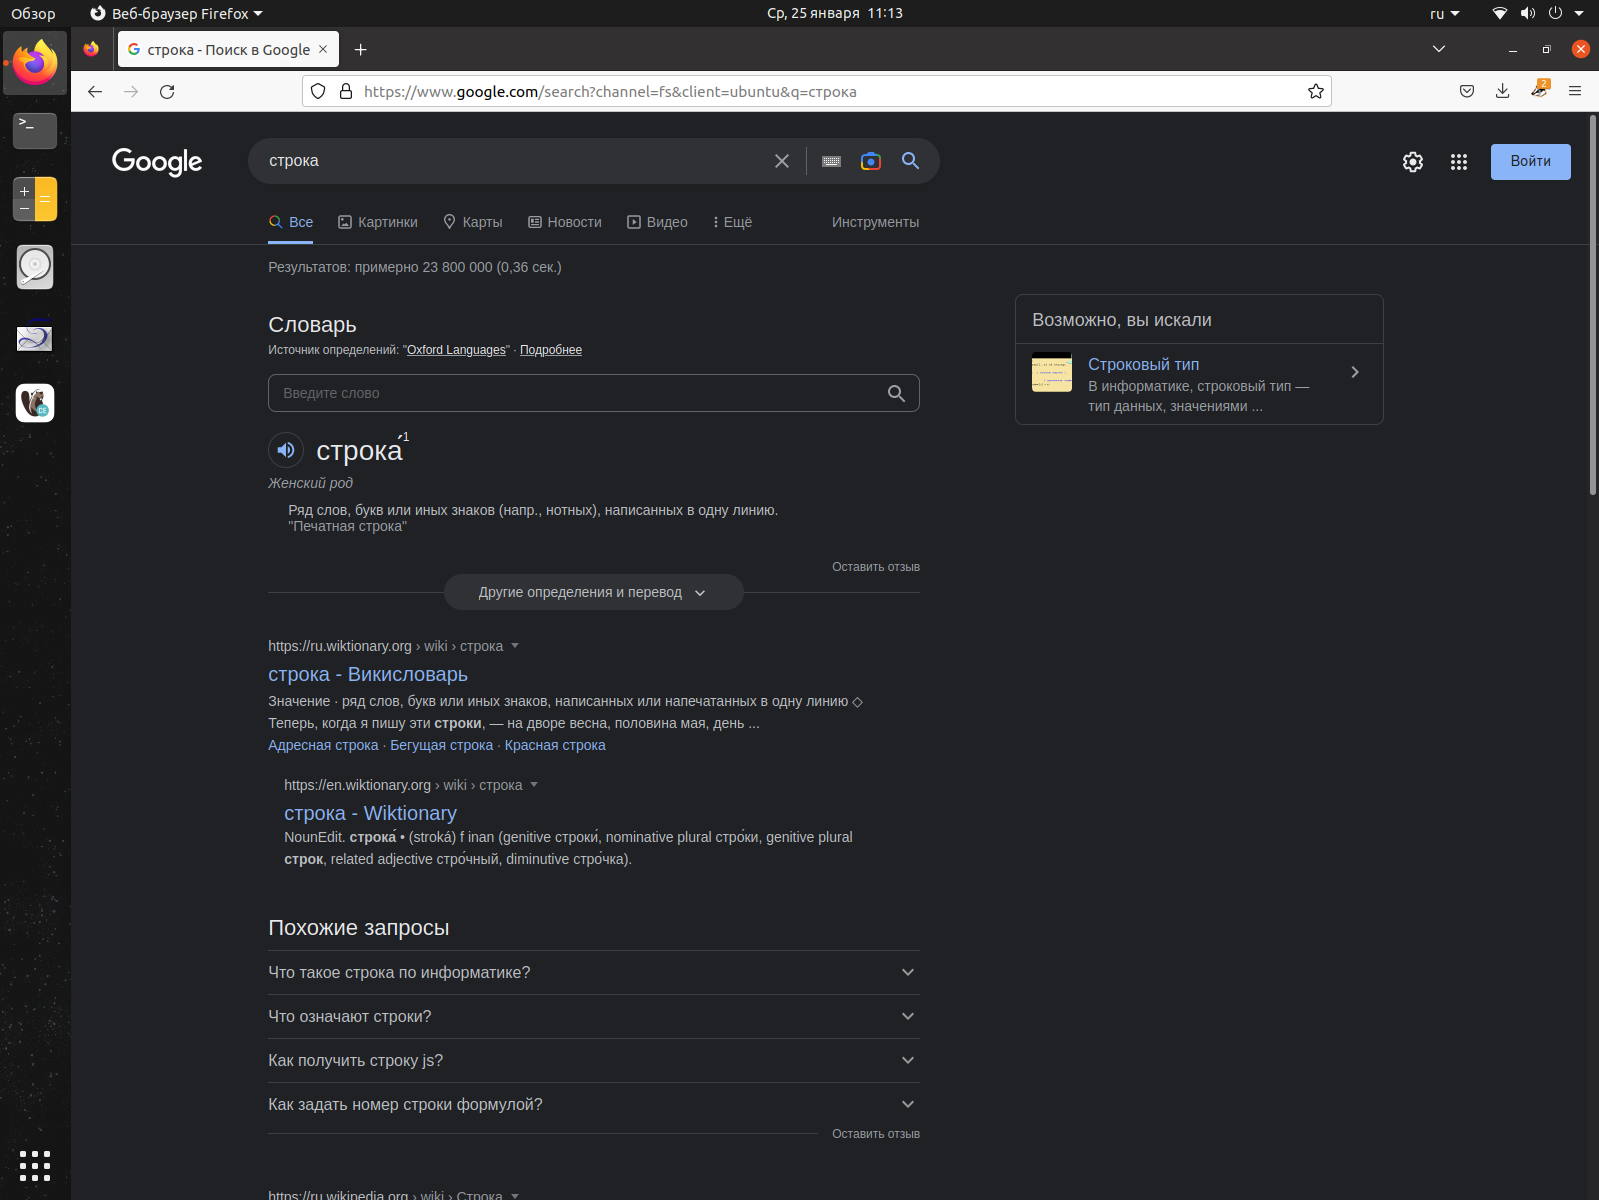 Обзор
Веб-браузер Firefox
Ср, 25 января 11:13
ru
строка - Поиск в Google
https://www.google.com/search?channel=fs&client=ubuntu&q=строка
2
Google
строка
Войти
Все
Картинки
Карты
Новости
Видео
Ещё
Инструменты
Результатов: примерно 23 800 000 (0,36 сек.)
Словарь
Источник определений: "Oxford Languages" · Подробнее
Введите слово
строка́1
Женский род
Ряд слов, букв или иных знаков (напр., нотных), написанных в одну линию.
"Печатная строка"
Оставить отзыв
Другие определения и перевод
https://ru.wiktionary.org › wiki › строка
строка - Викисловарь
Значение · ряд слов, букв или иных знаков, написанных или напечатанных в одну линию ◇
Теперь, когда я пишу эти строки, — на дворе весна, половина мая, день ...
Адресная строка · Бегущая строка · Красная строка
https://en.wiktionary.org › wiki › строка
строка - Wiktionary
NounEdit. строка́ • (stroká) f inan (genitive строки́, nominative plural стро́ки, genitive plural
строк, related adjective стро́чный, diminutive стро́чка).
Похожие запросы
Что такое строка по информатике?
Что означают строки?
Как получить строку js?
Как задать номер строки формулой?
Оставить отзыв
https://ru.wikipedia.org › wiki › Строка
Возможно, вы искали
Строковый тип
В информатике, строковый тип —
тип данных, значениями ...